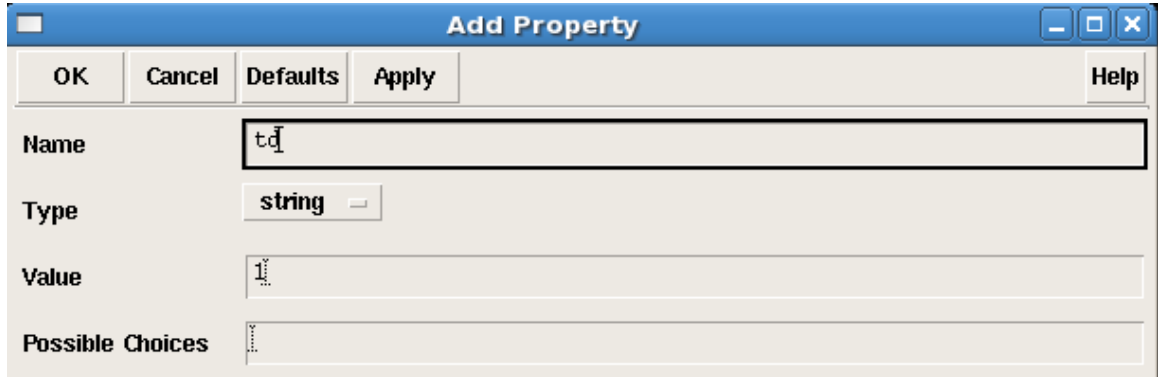 Add Property
OK Cancel Defaults Apply Help
Name td
Type string
Value 1
Possible Choices